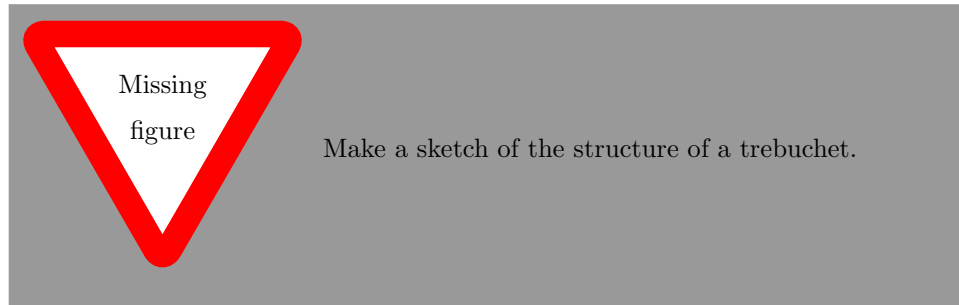 Missing
figure
Make a sketch of the structure of a trebuchet.